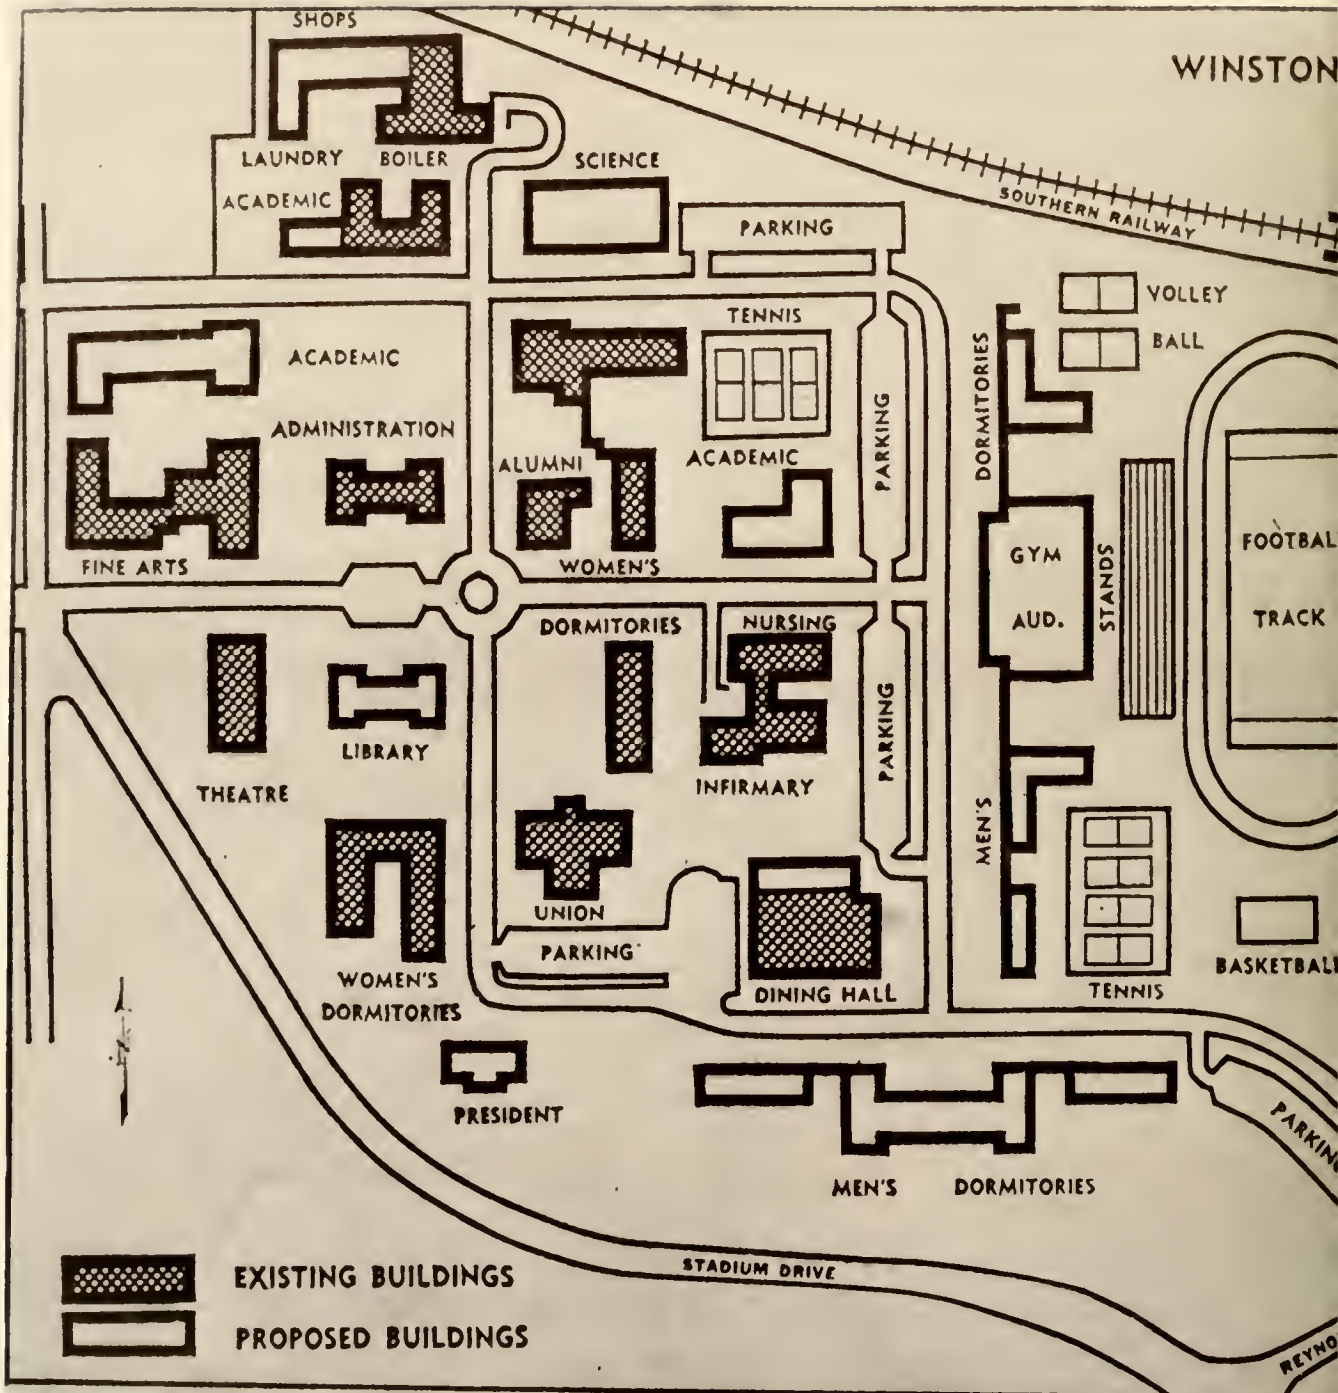 SHOPS
WINSTON
LAUNDRY
BOILER
SCIENCE
ACADEMIC
PARKING
SOUTHERN RAILWAY
TENNIS
VOLLEY
BALL
ACADEMIC
DORMITORIES
PARKING
ADMINISTRATION
ALUMNI
ACADEMIC
GYM
AUD.
STANDS
FOOTBAL
TRACK
FINE ARTS
WOMEN'S
DORMITORIES
NURSING
THEATRE
LIBRARY
INFIRMARY
PARKING
MEN'S
UNION
PARKING
DINING HALL
WOMEN'S
DORMITORIES
TENNIS
BASKETBALL
PRESIDENT
PARKING
MEN'S DORMITORIES
STADIUM DRIVE
EXISTING BUILDINGS
PROPOSED BUILDINGS
REYNO